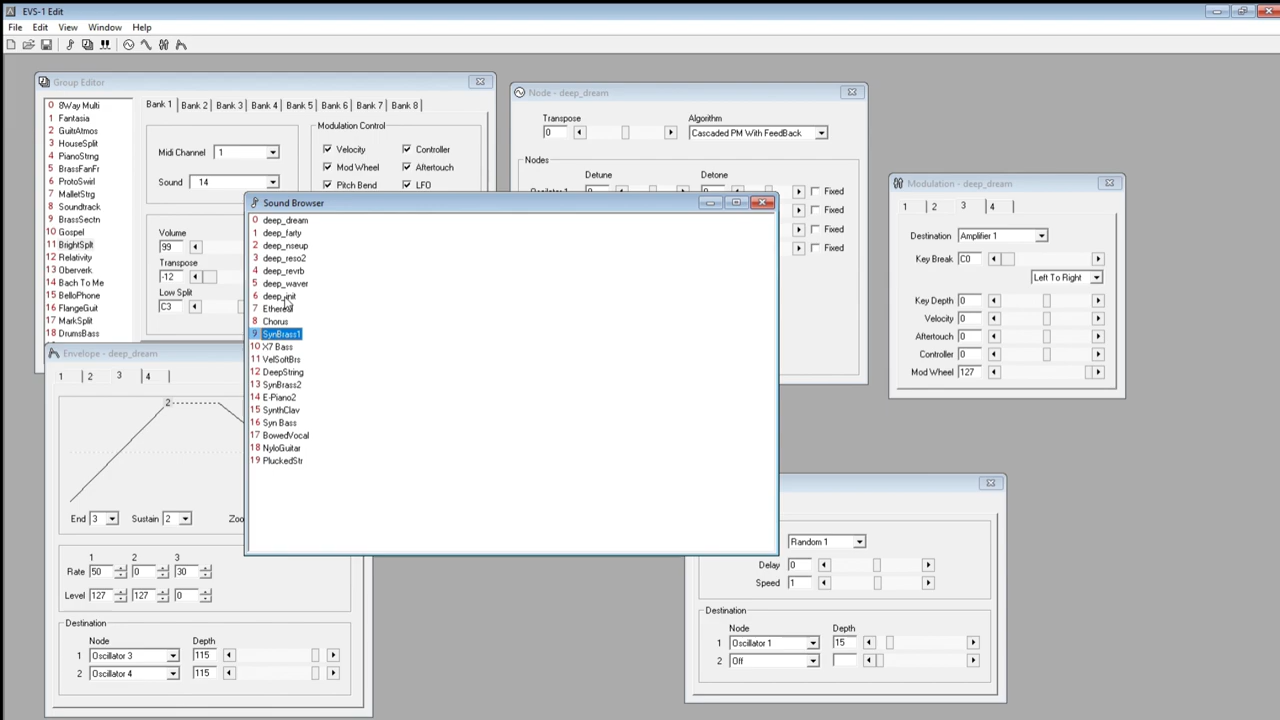 EVS-1 Edit
File Edit View Window Help
Group Editor
0 8Way Multi
1 Fantasia
2 GuitrAtmos
3 HouseSplit
4 PianoStrng
5 BrassFanFr
6 ProtoSwirl
7 MalletStrg
8 Soundtrack
9 BrassSectn
10 Gospel
11 BrightSplt
12 Relativity
13 Oberverk
14 Bach To Me
15 BelloPhone
16 FlangeGuit
17 MarkSplit
18 DrumsBass
Bank 1 Bank 2 Bank 3 Bank 4 Bank 5 Bank 6 Bank 7 Bank 8
Midi Channel 1
Sound 14
Modulation Control
Velocity Controller
Mod Wheel Aftertouch
Pitch Bend LFO
Volume
99
Transpose
-12
Low Split
C3
Node - deep_dream
Transpose
0
Algorithm
Cascaded PM With FeedBack
Nodes
Detune Detone
Fixed
Fixed
Fixed
Fixed
Sound Browser
0 deep_dream
1 deep_farty
2 deep_nseup
3 deep_reso2
4 deep_revrb
5 deep_waver
6 deep_init
7 Ethereal
8 Chorus
9 SynBrass1
10 X7 Bass
11 VelSoftBrs
12 DeepString
13 SynBrass2
14 E-Piano2
15 SynthClav
16 Syn Bass
17 BowedVocal
18 NyloGuitar
19 PluckedStr
Modulation - deep_dream
1 2 3 4
Destination Amplifier 1
Key Break C0
Left To Right
Key Depth 0
Velocity 0
Aftertouch 0
Controller 0
Mod Wheel 127
Envelope - deep_dream
1 2 3 4
2
End 3 Sustain 2 Zoo
1 2 3
Rate 50 0 30
Level 127 127 0
Destination
Node Depth
1 Oscillator 3 115
2 Oscillator 4 115
Random 1
Delay 0
Speed 1
Destination
Node Depth
1 Oscillator 1 15
2 Off